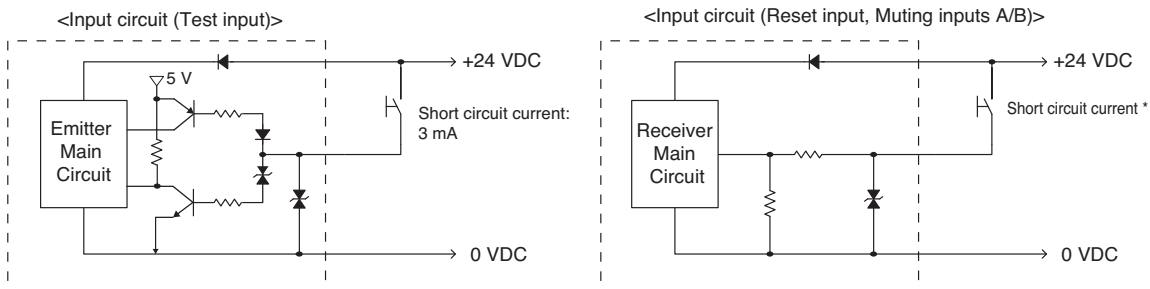 <Input circuit (Test input)>
+24 VDC
5 V
Emitter
Main
Circuit
Short circuit current:
3 mA
0 VDC
<Input circuit (Reset input, Muting inputs A/B)>
+24 VDC
Receiver
Main
Circuit
Short circuit current *
0 VDC